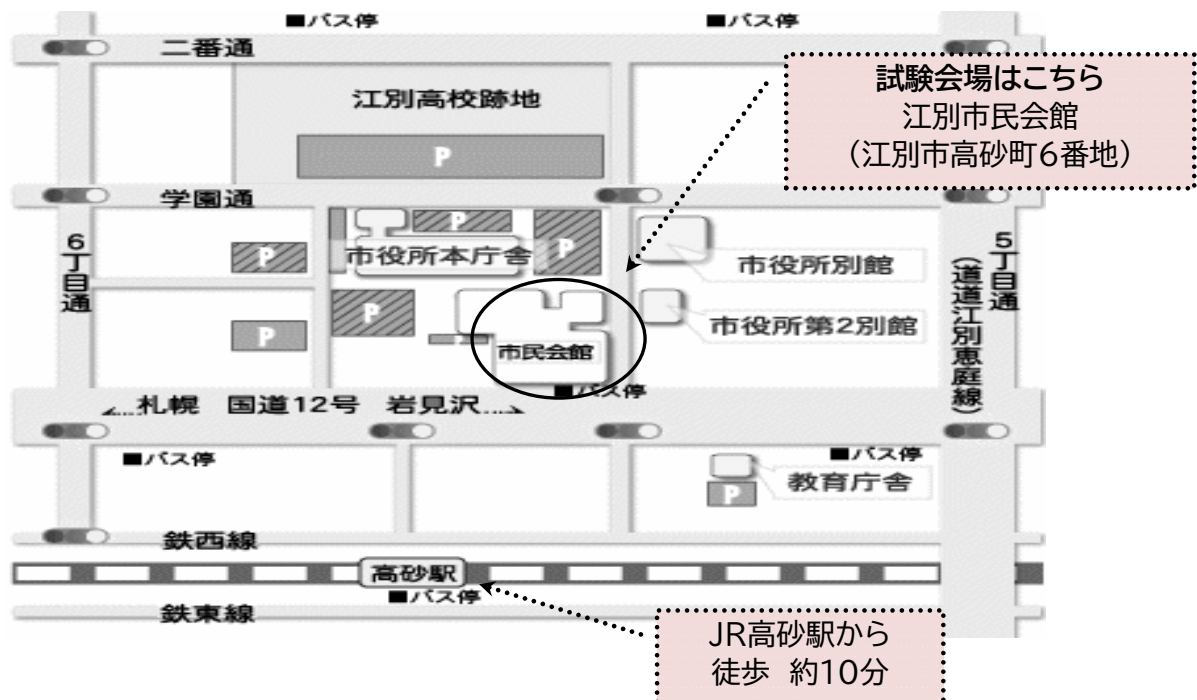 ■バス停
■バス停
二番通
試験会場はこちら
江別市民会館
（江別市高砂町6番地）
江別高校跡地
P
学園通
6丁目通
P
P
P
市役所本庁舎
市役所別館
5丁目通
（道道江別恵庭線）
P
P
市役所第2別館
市民会館
■バス停
札幌 国道12号 岩見沢
■バス停
■バス停
教育庁舎
P
鉄西線
高砂駅
■バス停
鉄東線
JR高砂駅から
徒歩 約10分